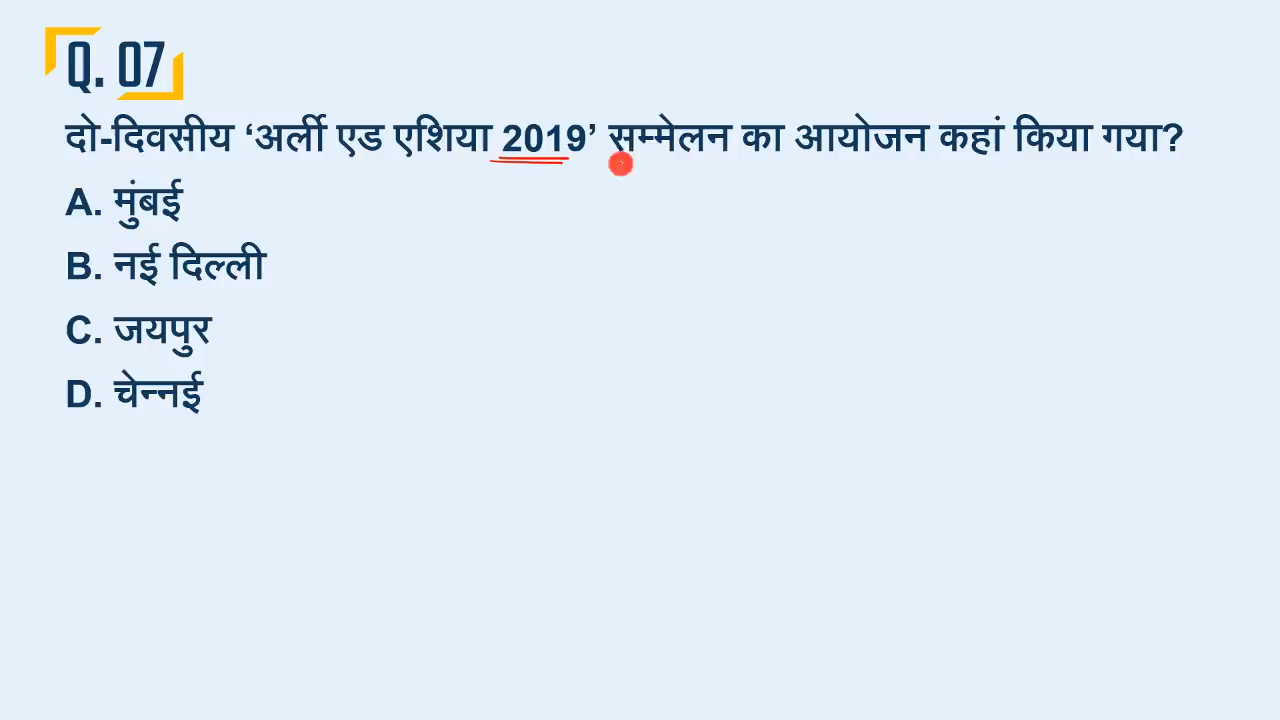 Q. 07
दो-दिवसीय ‘अर्ली एड एशिया 2019’ सम्मेलन का आयोजन कहां किया गया?
A. मुंबई
B. नई दिल्ली
C. जयपुर
D. चेन्नई